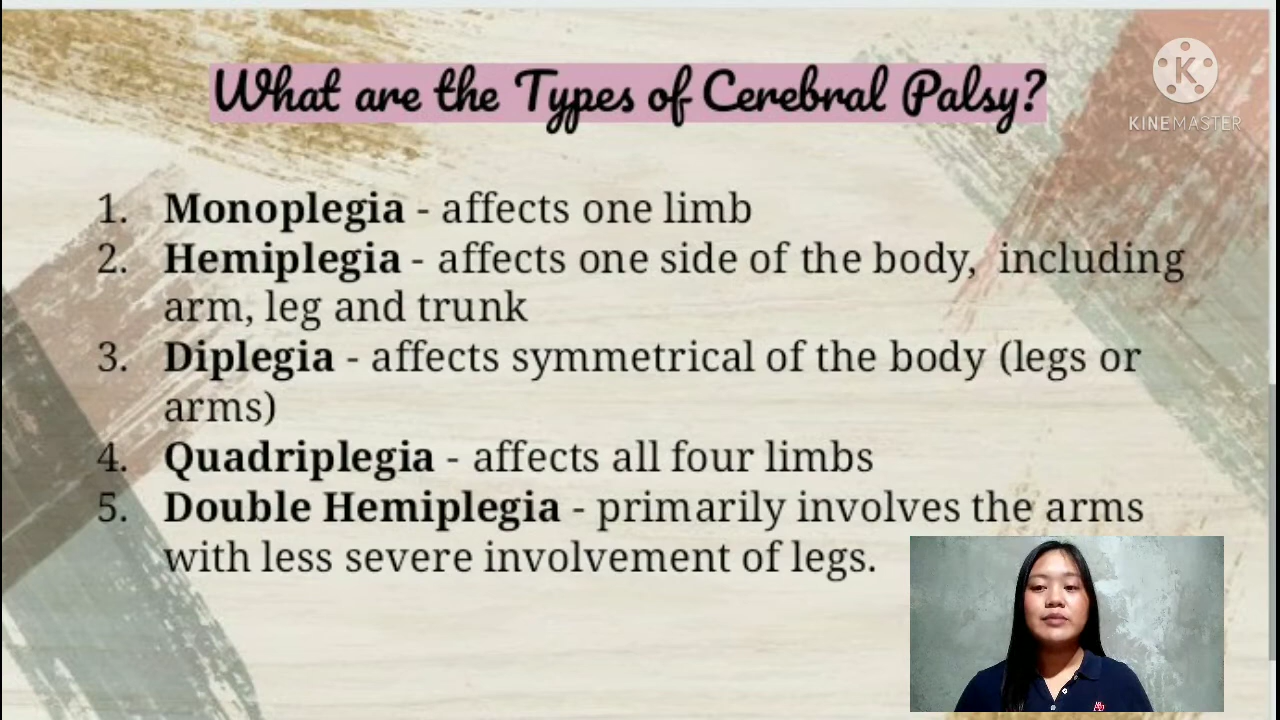 What are the Types of Cerebral Palsy?
K
KINEMASTER
1. Monoplegia - affects one limb
2. Hemiplegia - affects one side of the body, including
arm, leg and trunk
3. Diplegia - affects symmetrical of the body (legs or
arms)
4. Quadriplegia - affects all four limbs
5. Double Hemiplegia - primarily involves the arms
with less severe involvement of legs.